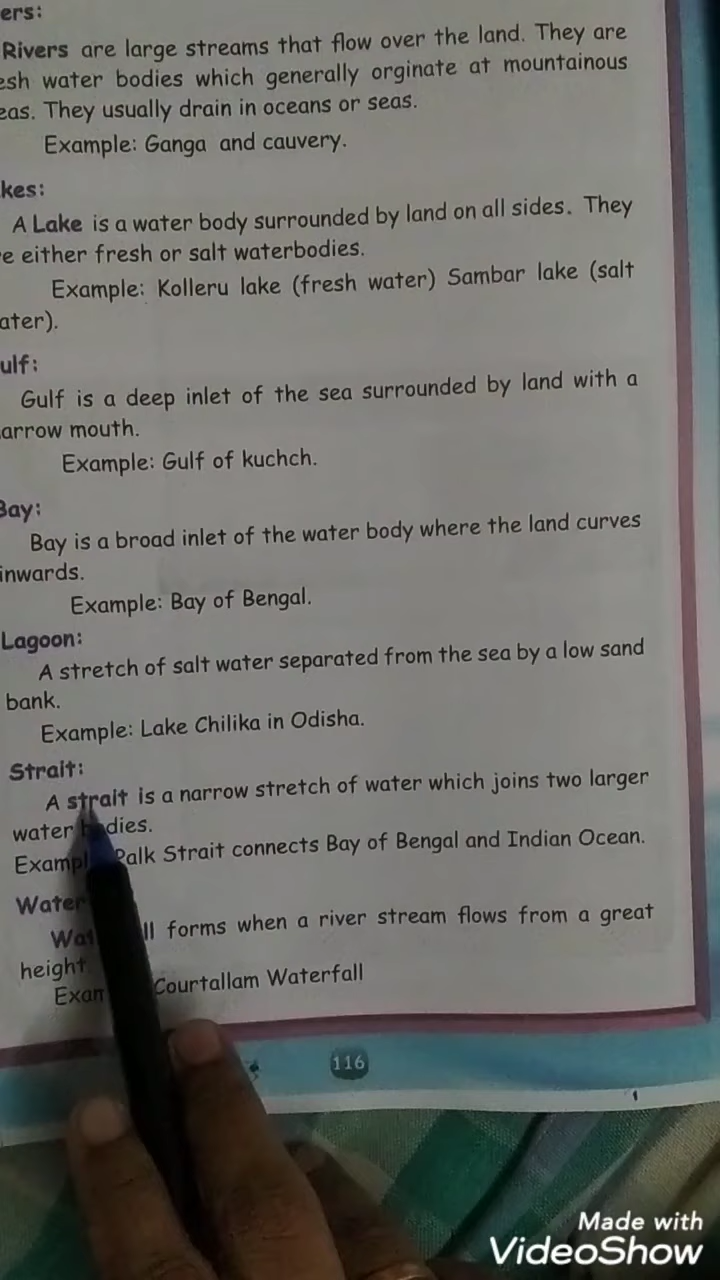 ers:
Rivers are large streams that flow over the land. They are
esh water bodies which generally orginate at mountainous
eas. They usually drain in oceans or seas.
Example: Ganga and cauvery.
kes:
A Lake is a water body surrounded by land on all sides. They
e either fresh or salt waterbodies.
Example: Kolleru lake (fresh water) Sambar lake (salt
ater).
ulf:
Gulf is a deep inlet of the sea surrounded by land with a
arrow mouth.
Example: Gulf of kuchch.
Bay:
Bay is a broad inlet of the water body where the land curves
inwards.
Example: Bay of Bengal.
Lagoon:
A stretch of salt water separated from the sea by a low sand
bank.
Example: Lake Chilika in Odisha.
Strait:
A strait is a narrow stretch of water which joins two larger
water bodies.
Exampl Palk Strait connects Bay of Bengal and Indian Ocean.
Water
Wat ll forms when a river stream flows from a great
height
Exam Courtallam Waterfall
116
Made with
VideoShow